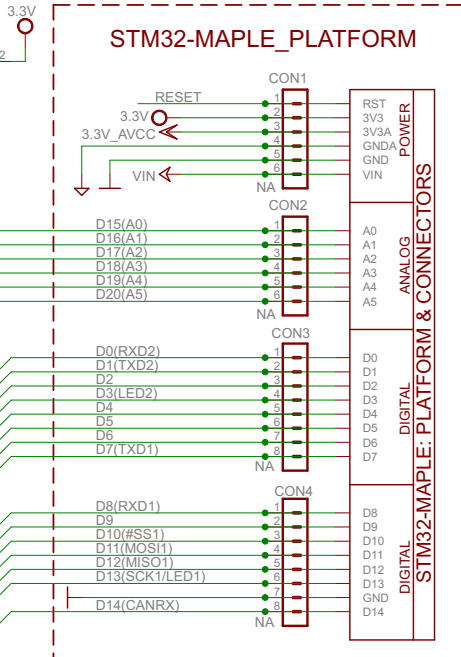 3.3V
2
STM32-MAPLE_PLATFORM
CON1
RESET 1 RST
3.3V 2 3V3
3.3V_AVCC 3 3V3A
4 GNDA
5 GND
VIN 6 VIN
NA
POWER
CON2
D15(A0) 1 A0
D16(A1) 2 A1
D17(A2) 3 A2
D18(A3) 4 A3
D19(A4) 5 A4
D20(A5) 6 A5
NA
ANALOG
CON3
D0(RXD2) 1 D0
D1(TXD2) 2 D1
D2 3 D2
D3(LED2) 4 D3
D4 5 D4
D5 6 D5
D6 7 D6
D7(TXD1) 8 D7
NA
DIGITAL
CON4
D8(RXD1) 1 D8
D9 2 D9
D10(#SS1) 3 D10
D11(MOSI1) 4 D11
D12(MISO1) 5 D12
D13(SCK1/LED1) 6 D13
7 GND
D14(CANRX) 8 D14
NA
DIGITAL
STM32-MAPLE: PLATFORM & CONNECTORS